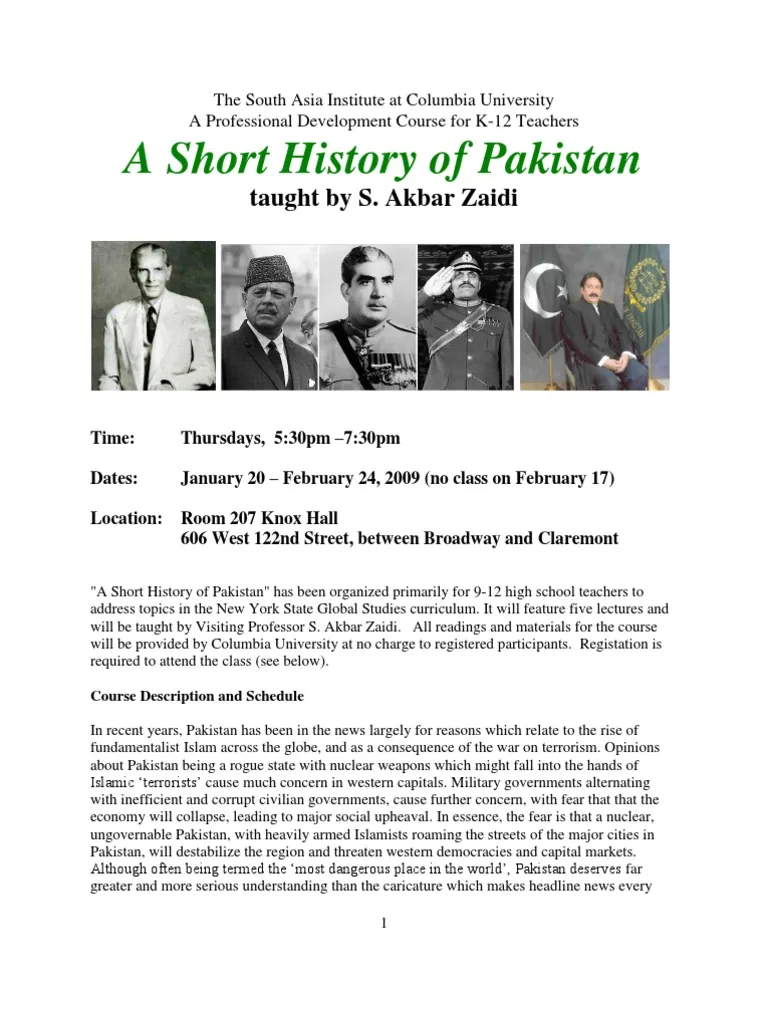 The South Asia Institute at Columbia University
A Professional Development Course for K-12 Teachers
A Short History of Pakistan
taught by S. Akbar Zaidi
Time: Thursdays, 5:30pm –7:30pm
Dates: January 20 – February 24, 2009 (no class on February 17)
Location: Room 207 Knox Hall
606 West 122nd Street, between Broadway and Claremont
"A Short History of Pakistan" has been organized primarily for 9-12 high school teachers to
address topics in the New York State Global Studies curriculum. It will feature five lectures and
will be taught by Visiting Professor S. Akbar Zaidi. All readings and materials for the course
will be provided by Columbia University at no charge to registered participants. Registation is
required to attend the class (see below).
Course Description and Schedule
In recent years, Pakistan has been in the news largely for reasons which relate to the rise of
fundamentalist Islam across the globe, and as a consequence of the war on terrorism. Opinions
about Pakistan being a rogue state with nuclear weapons which might fall into the hands of
Islamic ‘terrorists’ cause much concern in western capitals. Military governments alternating
with inefficient and corrupt civilian governments, cause further concern, with fear that that the
economy will collapse, leading to major social upheaval. In essence, the fear is that a nuclear,
ungovernable Pakistan, with heavily armed Islamists roaming the streets of the major cities in
Pakistan, will destabilize the region and threaten western democracies and capital markets.
Although often being termed the ‘most dangerous place in the world’, Pakistan deserves far
greater and more serious understanding than the caricature which makes headline news every
1